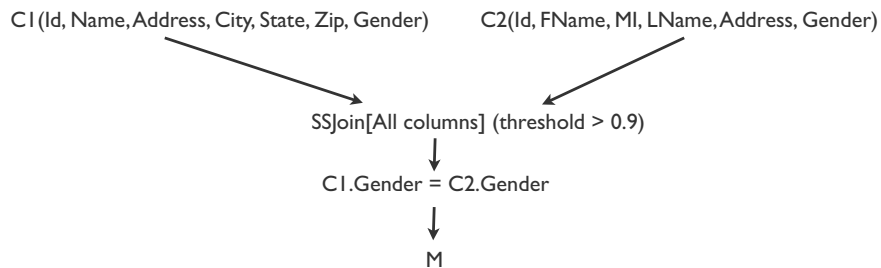 C1(Id, Name, Address, City, State, Zip, Gender)
C2(Id, FName, MI, LName, Address, Gender)
SSJoin[All columns] (threshold > 0.9)
C1.Gender = C2.Gender
M